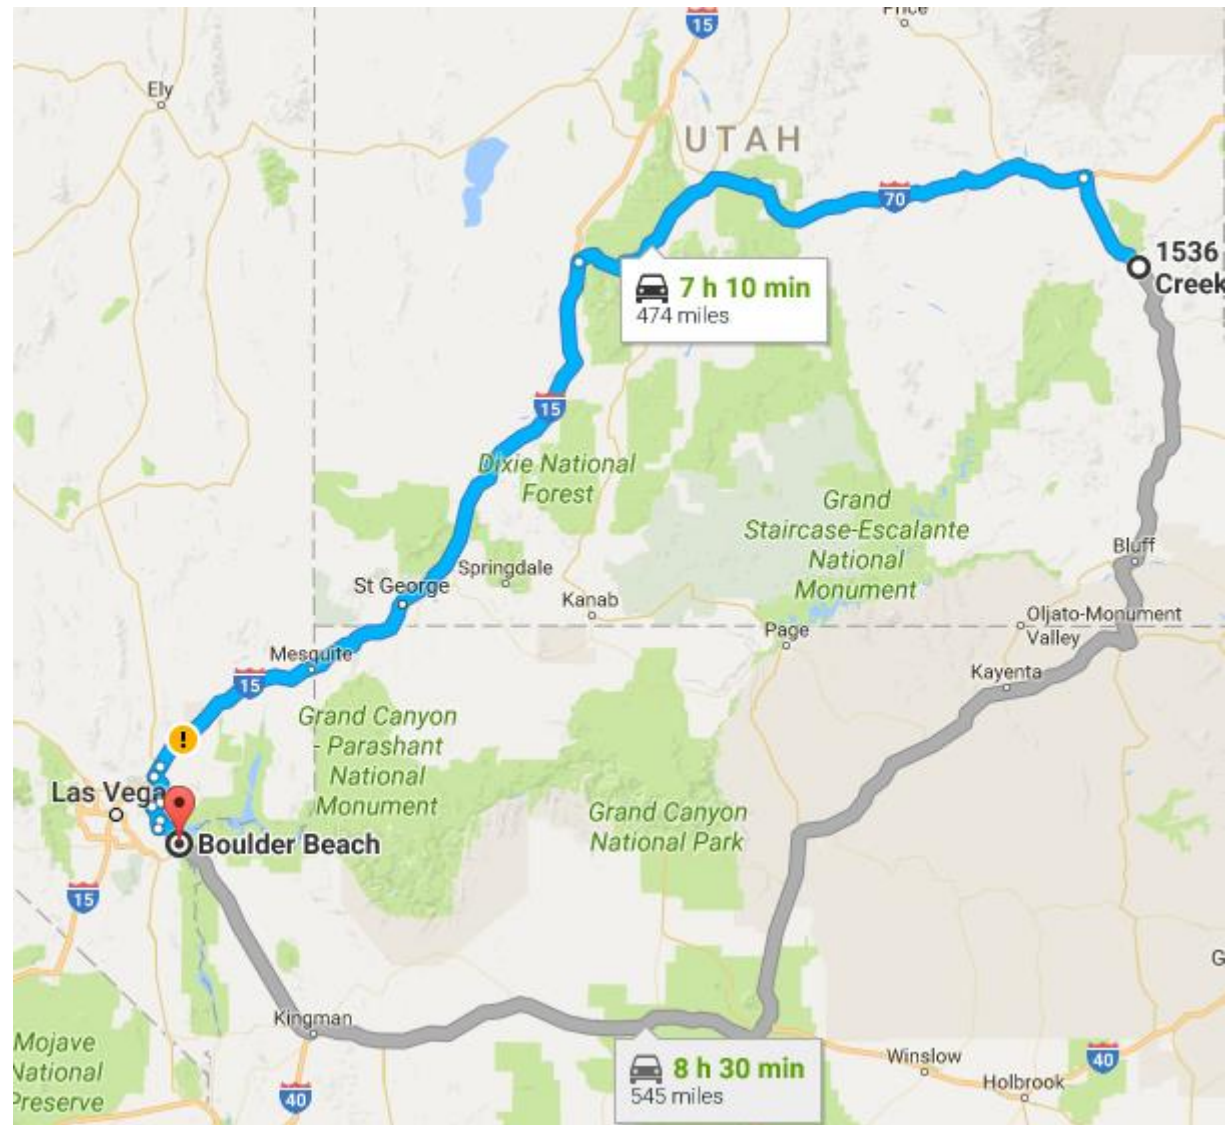 15
Price
Ely
UTAH
70
1536
Creek
7 h 10 min
474 miles
15
Dixie National
Forest
Grand
Staircase-Escalante
National
Monument
Bluff
Springdale
St George
Kanab
Oljato-Monument
Valley
Page
Mesquite
Kayenta
15
Grand Canyon
- Parashant
National
Monument
!
Las Vega
Grand Canyon
National Park
Boulder Beach
15
G
Kingman
Mojave
National
Preserve
8 h 30 min
545 miles
Winslow
40
Holbrook
40